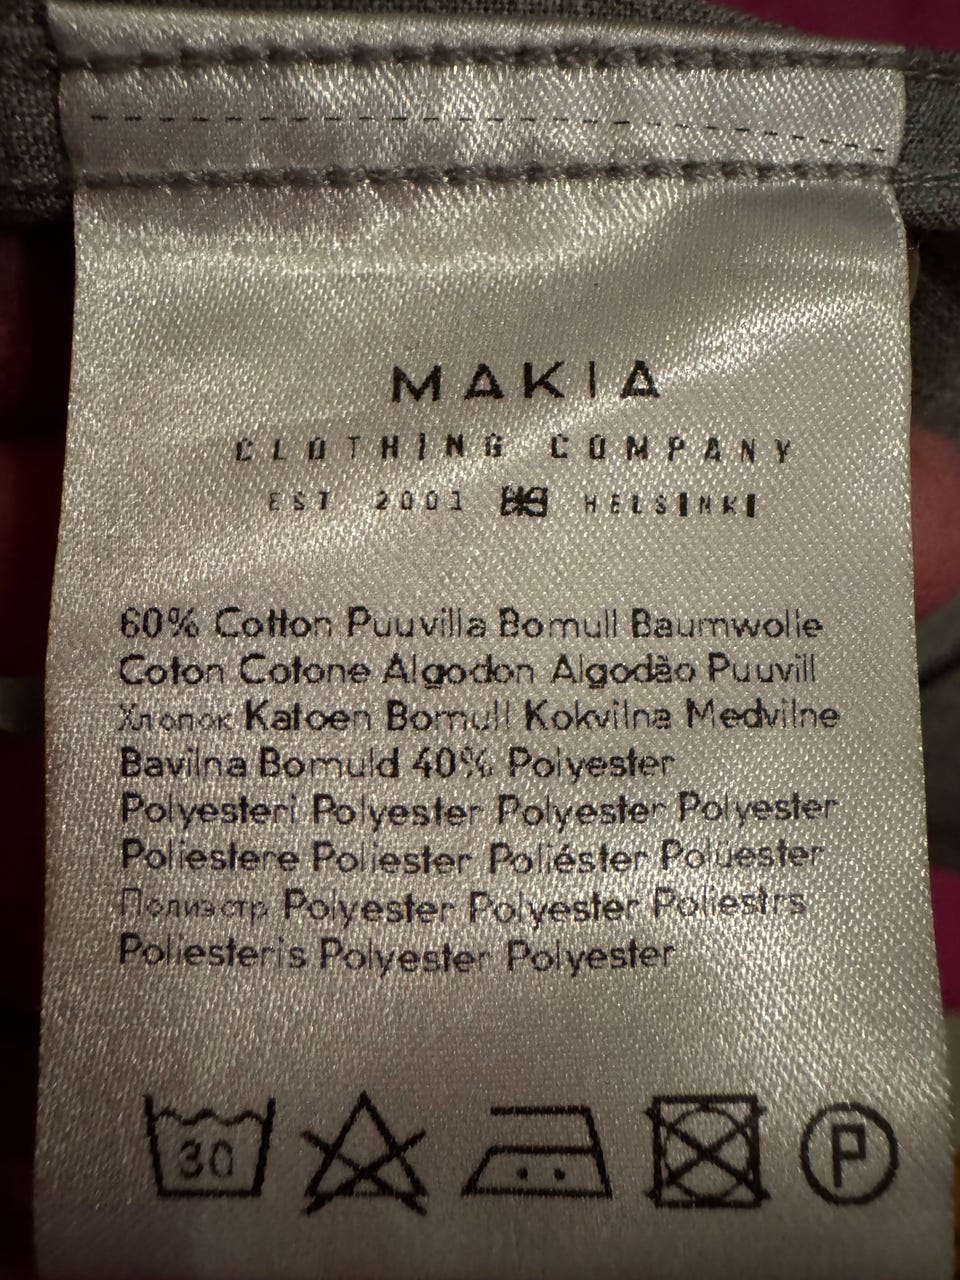 MAKIA
CLOTHING COMPANY
EST 2001 HELSINKI
60% Cotton Puuvilla Bomull Baumwolle
Coton Cotone Algodon Algodão Puuvill
Хлопок Katoen Bomull Kokvilna Medvilne
Bavilna Bomuld 40% Polyester
Polyesteri Polyester Polyester Polyester
Poliestere Poliester Poliéster Polüester
Полиэстр Polyester Polyester Poliestrs
Poliesteris Polyester Polyester
30 P